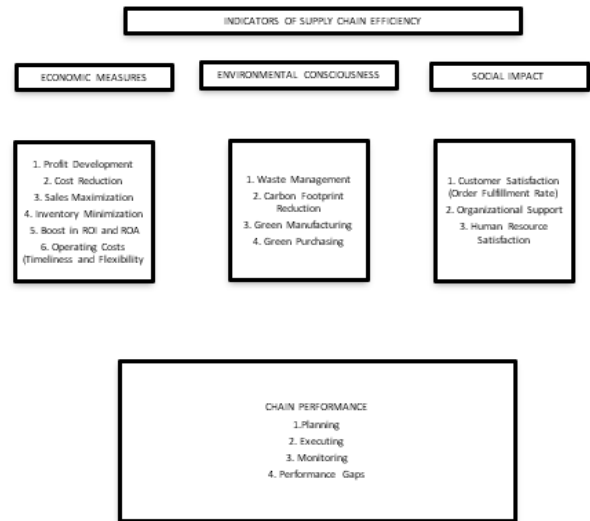 INDICATORS OF SUPPLY CHAIN EFFICIENCY
ECONOMIC MEASURES
ENVIRONMENTAL CONSCIOUSNESS
SOCIAL IMPACT
1. Profit Development
2. Cost Reduction
3. Sales Maximization
4. Inventory Minimization
5. Boost in ROI and ROA
6. Operating Costs
(Timeliness and Flexibility
1. Waste Management
2. Carbon Footprint
Reduction
3. Green Manufacturing
4. Green Purchasing
1. Customer Satisfaction
(Order Fulfillment Rate)
2. Organizational Support
3. Human Resource
Satisfaction
CHAIN PERFORMANCE
1.Planning
2. Executing
3. Monitoring
4. Performance Gaps